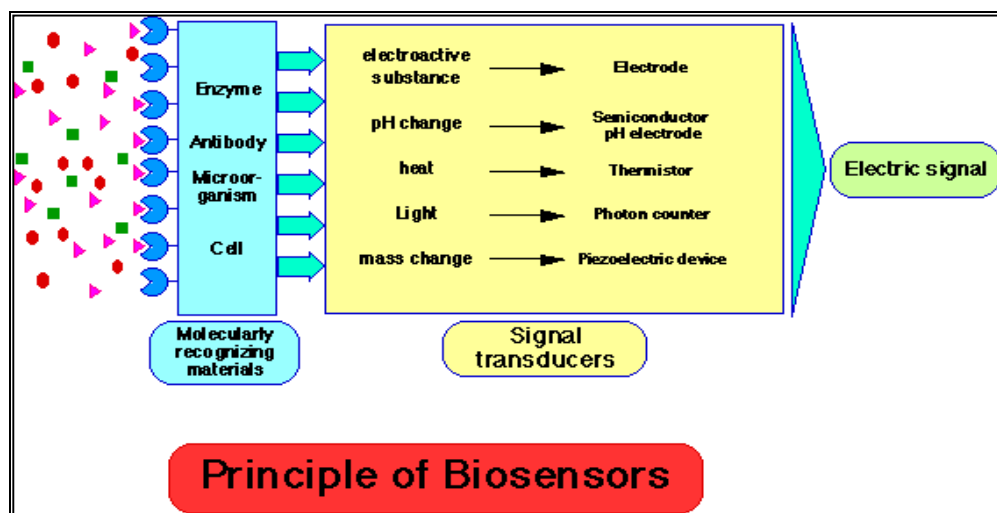 Enzyme
Antibody
Microor-
ganism
Cell
Molecularly
recognizing
materials
electroactive
substance
Electrode
pH change
Semiconductor
pH electrode
heat
Thermistor
Light
Photon counter
mass change
Piezoelectric device
Signal
transducers
Electric signal
Principle of Biosensors